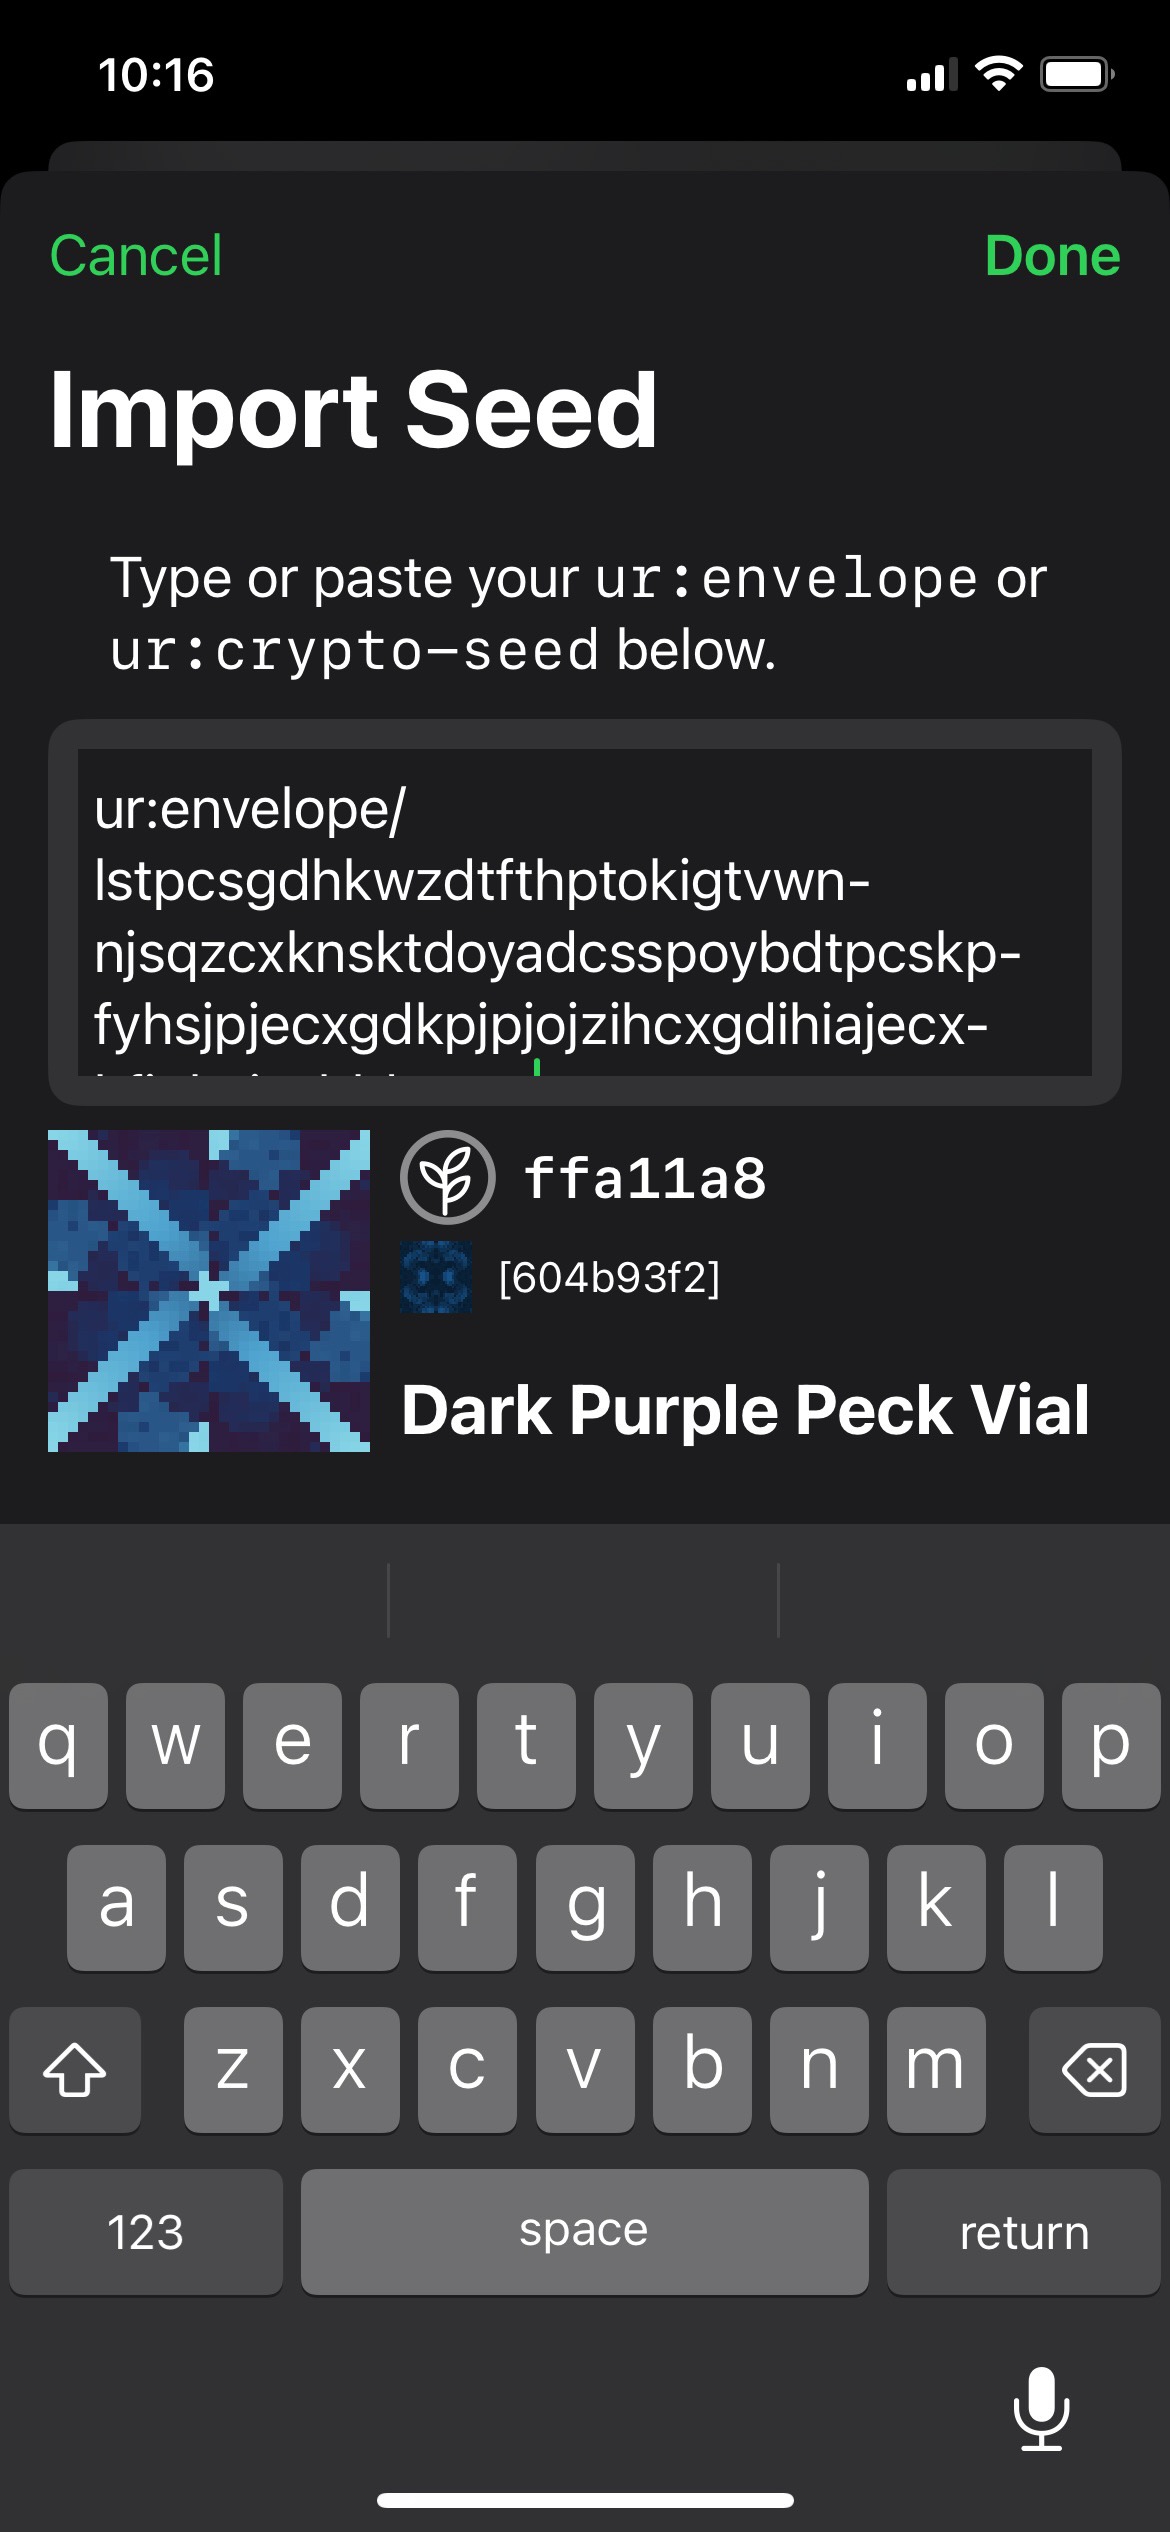 10:16
Cancel
Done
Import Seed
Type or paste your ur:envelope or
ur:crypto-seed below.
ur:envelope/
lstpcsgdhkwzdtfthptokigtvwn-
njsqzcxknsktdoyadcsspoybdtpcskp-
fyhsjpjecxgdkpjpjojzihcxgdihiajecx-
ffa11a8
[604b93f2]
Dark Purple Peck Vial
q w e r t y u i o p
a s d f g h j k l
z x c v b n m
123 space return